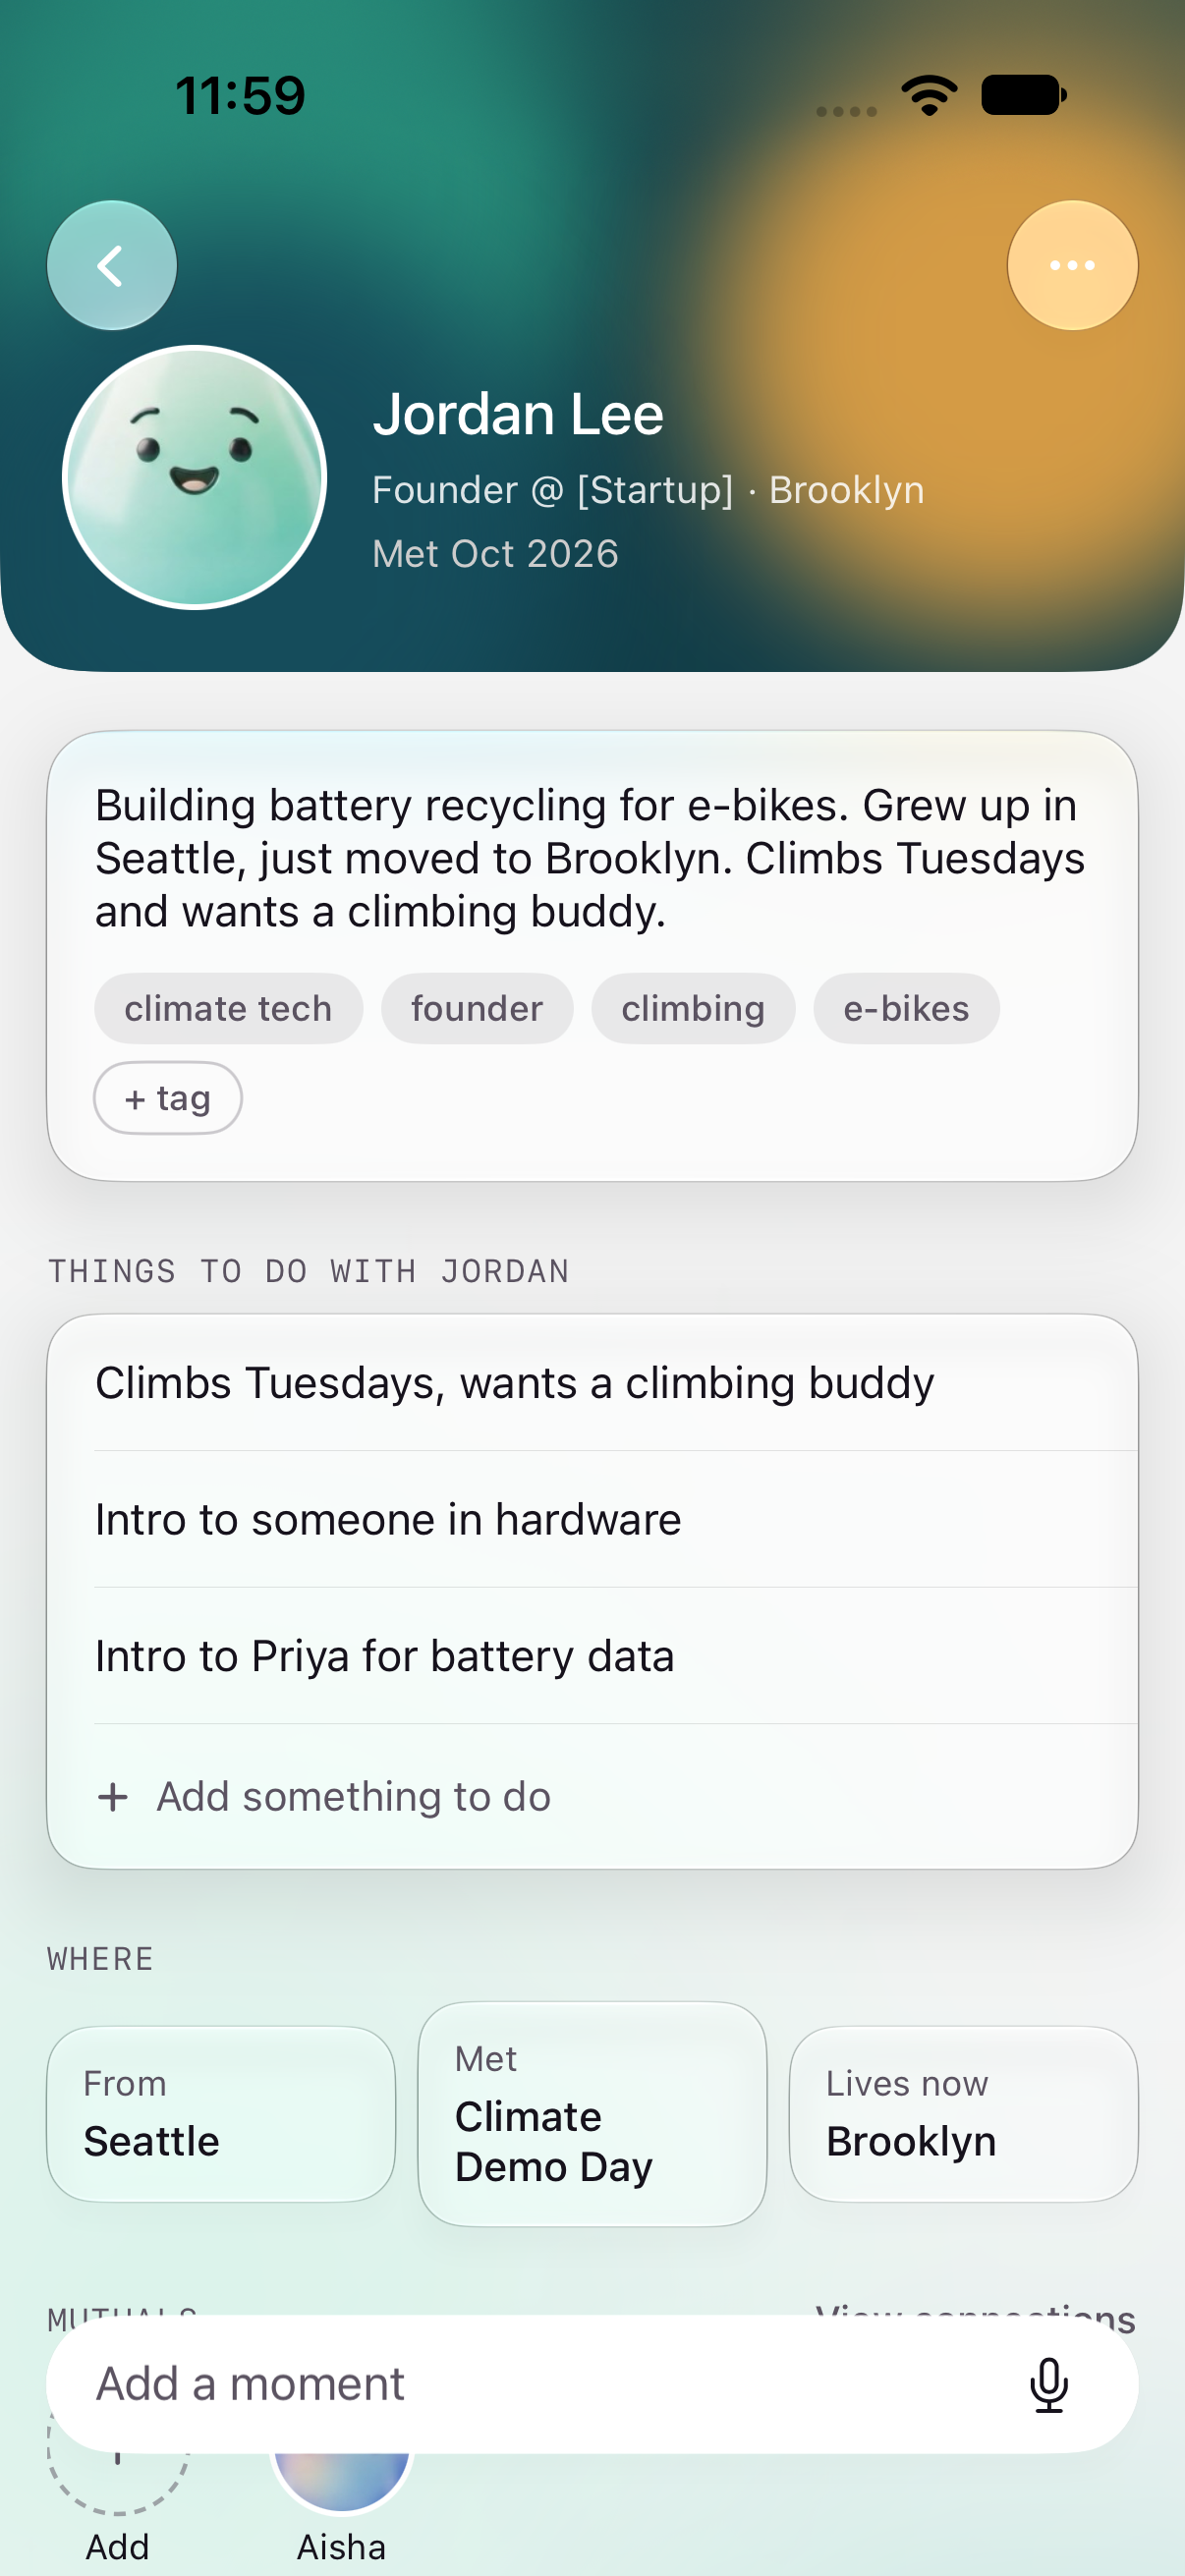 11:59
Jordan Lee
Founder @ [Startup] · Brooklyn
Met Oct 2026
Building battery recycling for e-bikes. Grew up in
Seattle, just moved to Brooklyn. Climbs Tuesdays
and wants a climbing buddy.
climate tech founder climbing e-bikes
+ tag
THINGS TO DO WITH JORDAN
Climbs Tuesdays, wants a climbing buddy
Intro to someone in hardware
Intro to Priya for battery data
+ Add something to do
WHERE
From
Seattle
Met
Climate
Demo Day
Lives now
Brooklyn
MUTUALS View connections
Add a moment
Add Aisha